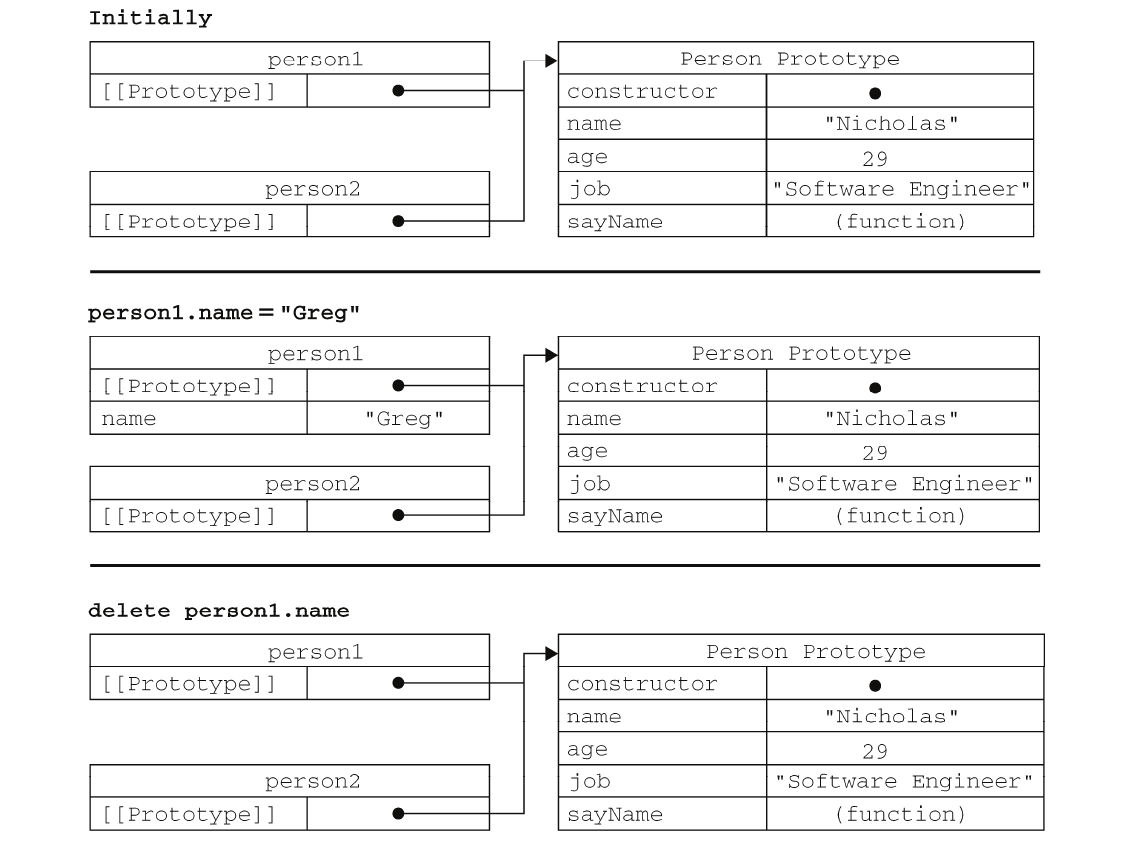 Initially
person1 Person Prototype
[[Prototype]] constructor
name "Nicholas"
age 29
person2 job "Software Engineer"
[[Prototype]] sayName (function)
person1.name = "Greg"
person1 Person Prototype
[[Prototype]] constructor
name "Greg" name "Nicholas"
age 29
person2 job "Software Engineer"
[[Prototype]] sayName (function)
delete person1.name
person1 Person Prototype
[[Prototype]] constructor
name "Nicholas"
age 29
person2 job "Software Engineer"
[[Prototype]] sayName (function)